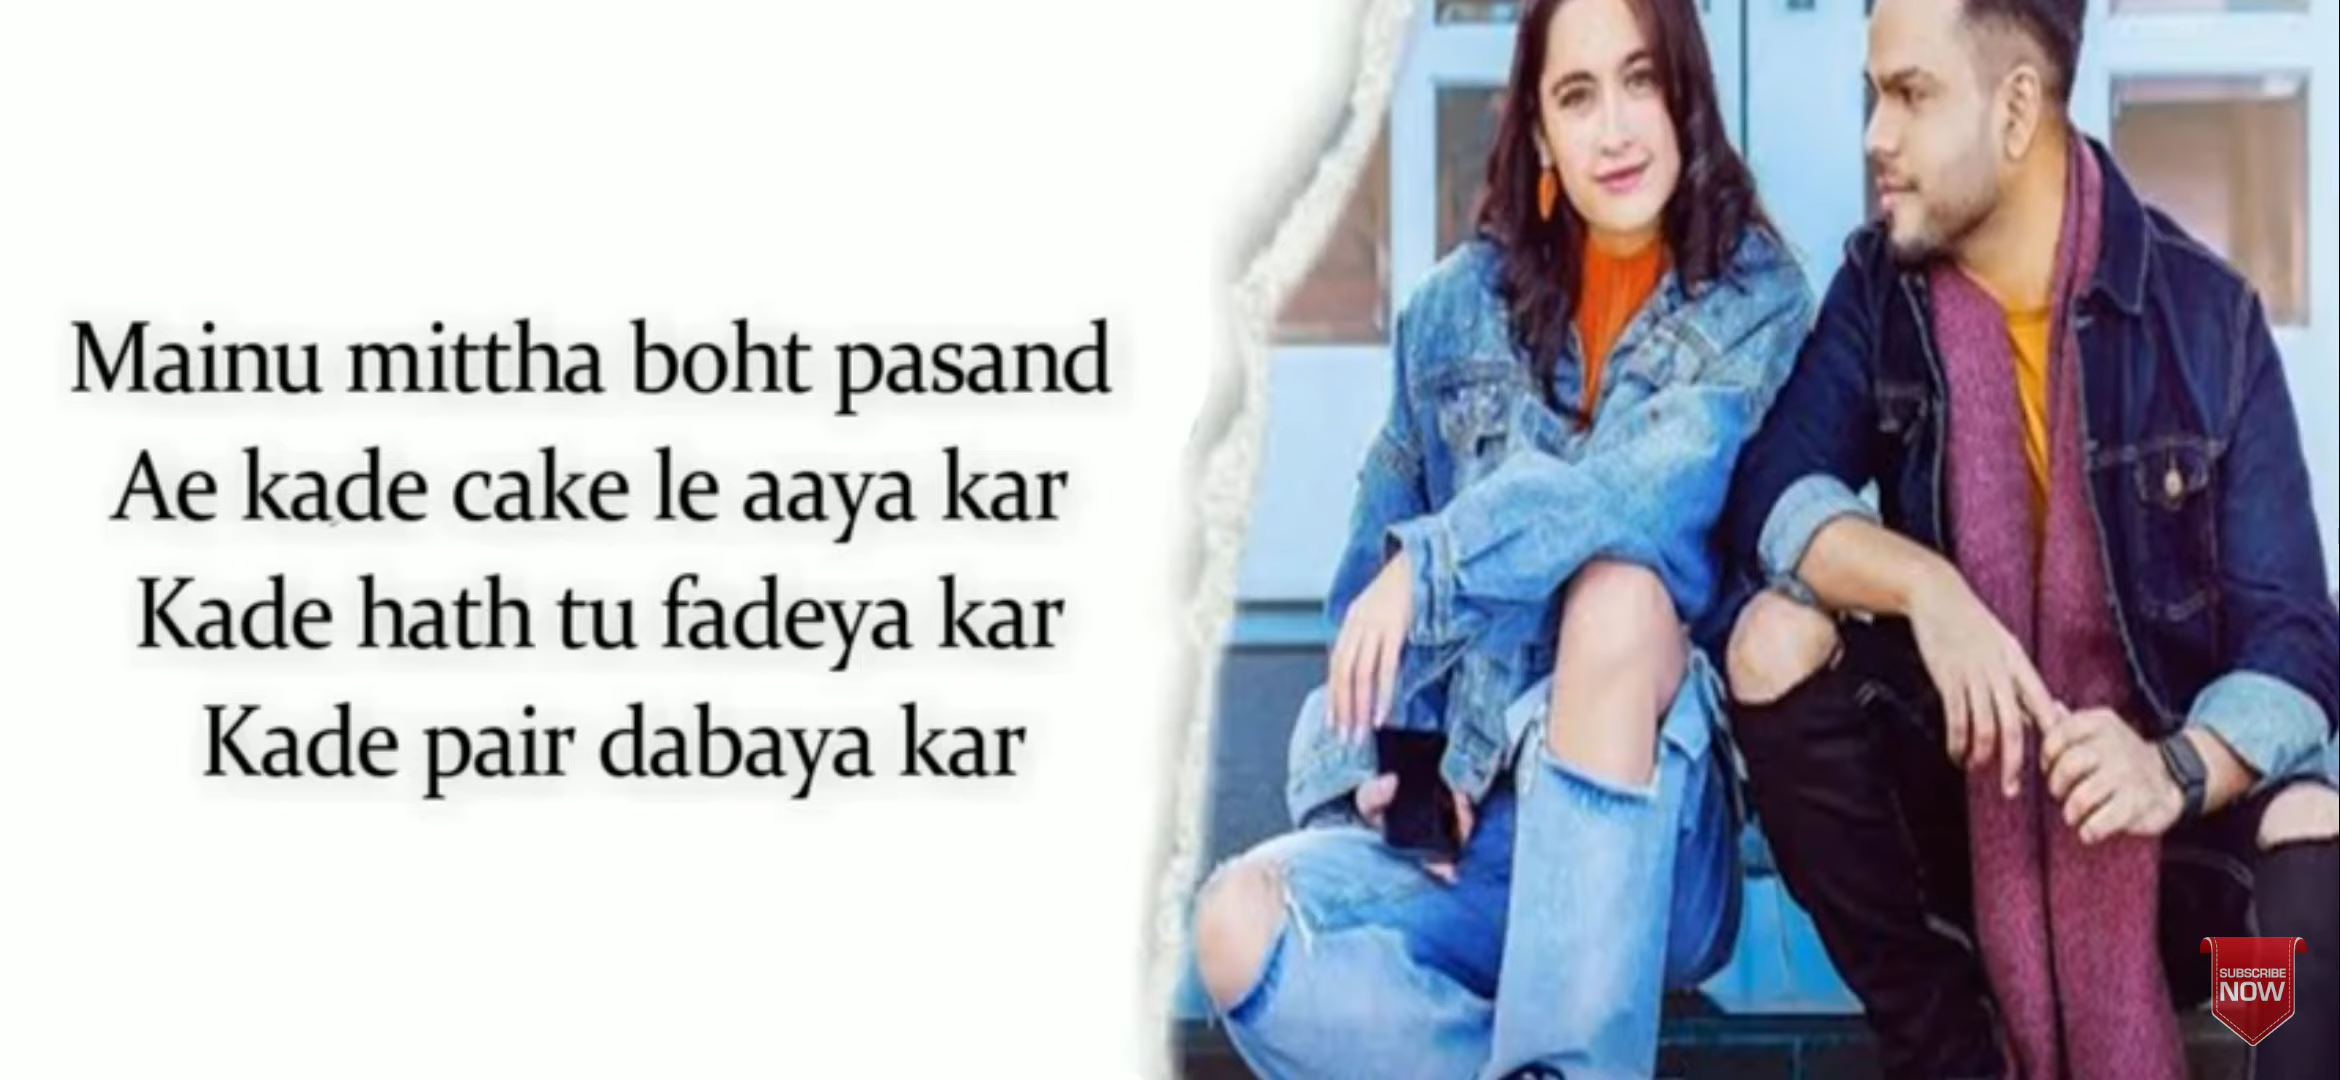 Mainu mittha boht pasand
Ae kade cake le aaya kar
Kade hath tu fadeya kar
Kade pair dabaya kar
SUBSCRIBE
NOW